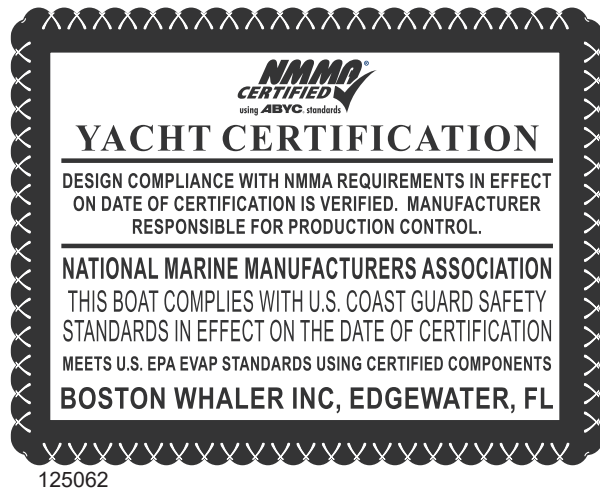 NMMA®
CERTIFIED
using ABYC. standards
YACHT CERTIFICATION
DESIGN COMPLIANCE WITH NMMA REQUIREMENTS IN EFFECT
ON DATE OF CERTIFICATION IS VERIFIED. MANUFACTURER
RESPONSIBLE FOR PRODUCTION CONTROL.
NATIONAL MARINE MANUFACTURERS ASSOCIATION
THIS BOAT COMPLIES WITH U.S. COAST GUARD SAFETY
STANDARDS IN EFFECT ON THE DATE OF CERTIFICATION
MEETS U.S. EPA EVAP STANDARDS USING CERTIFIED COMPONENTS
BOSTON WHALER INC, EDGEWATER, FL
125062